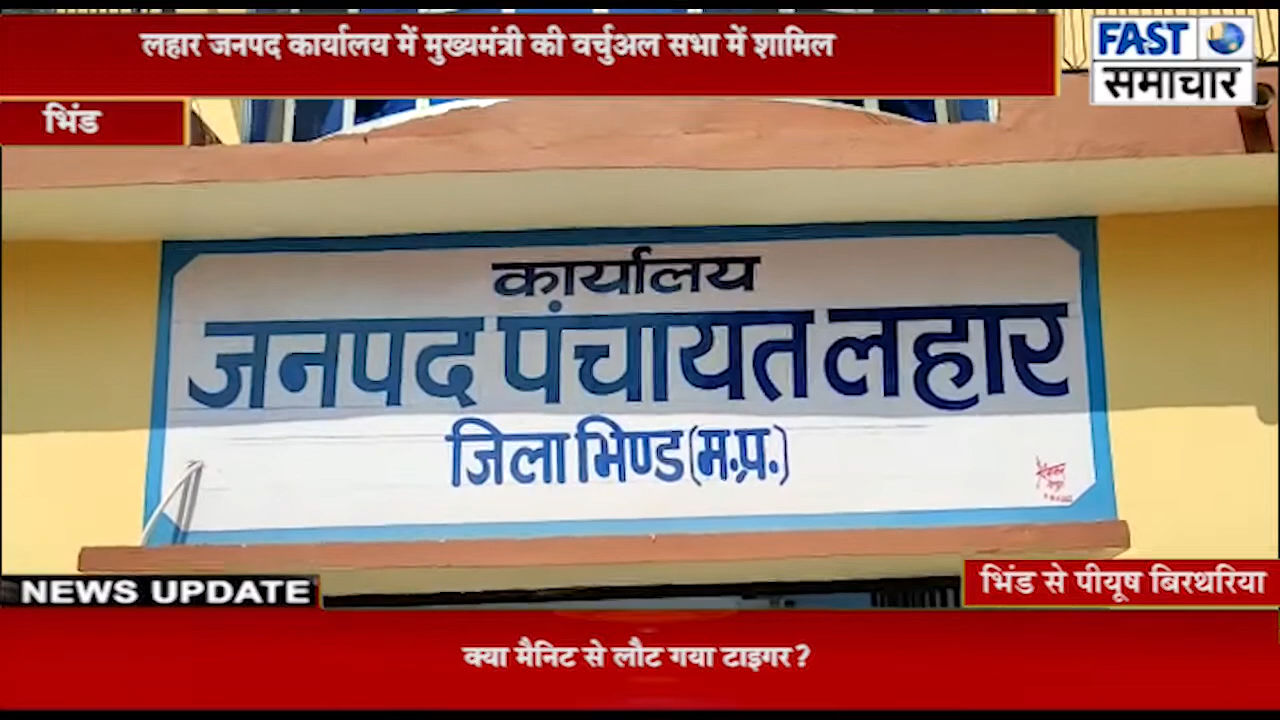 लहार जनपद कार्यालय में मुख्यमंत्री की वर्चुअल सभा में शामिल
FAST
समाचार
भिंड
कार्यालय
जनपद पंचायत लहार
जिला भिण्ड (म.प्र.)
NEWS UPDATE
भिंड से पीयूष बिरथरिया
क्या मैनिट से लौट गया टाइगर?